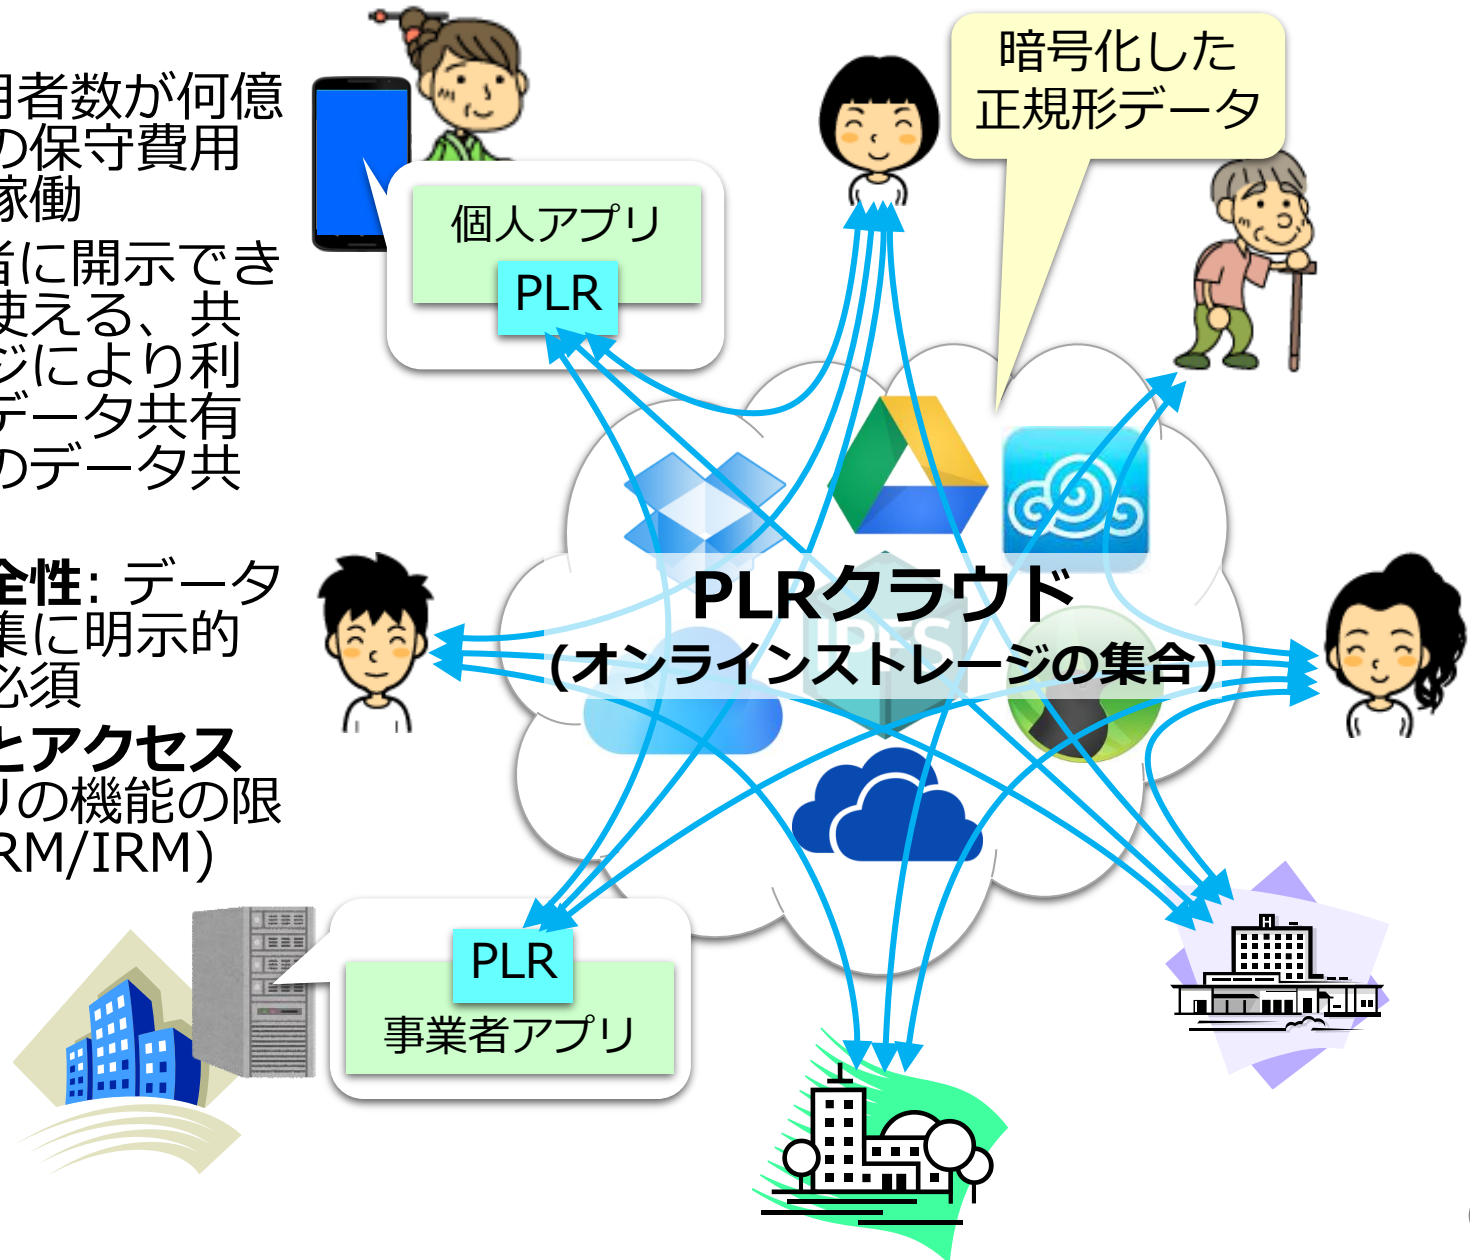 者数が何億
の保守費用
稼働
者に開示でき
使える、共
ジにより利
データ共有
のデータ共
全性: データ
集に明示的
必須
とアクセス
リの機能の限
RM/IRM)
個人アプリ
PLR
暗号化した
正規形データ
PLRクラウド
(オンラインストレージの集合)
IPFS
PLR
事業者アプリ
H